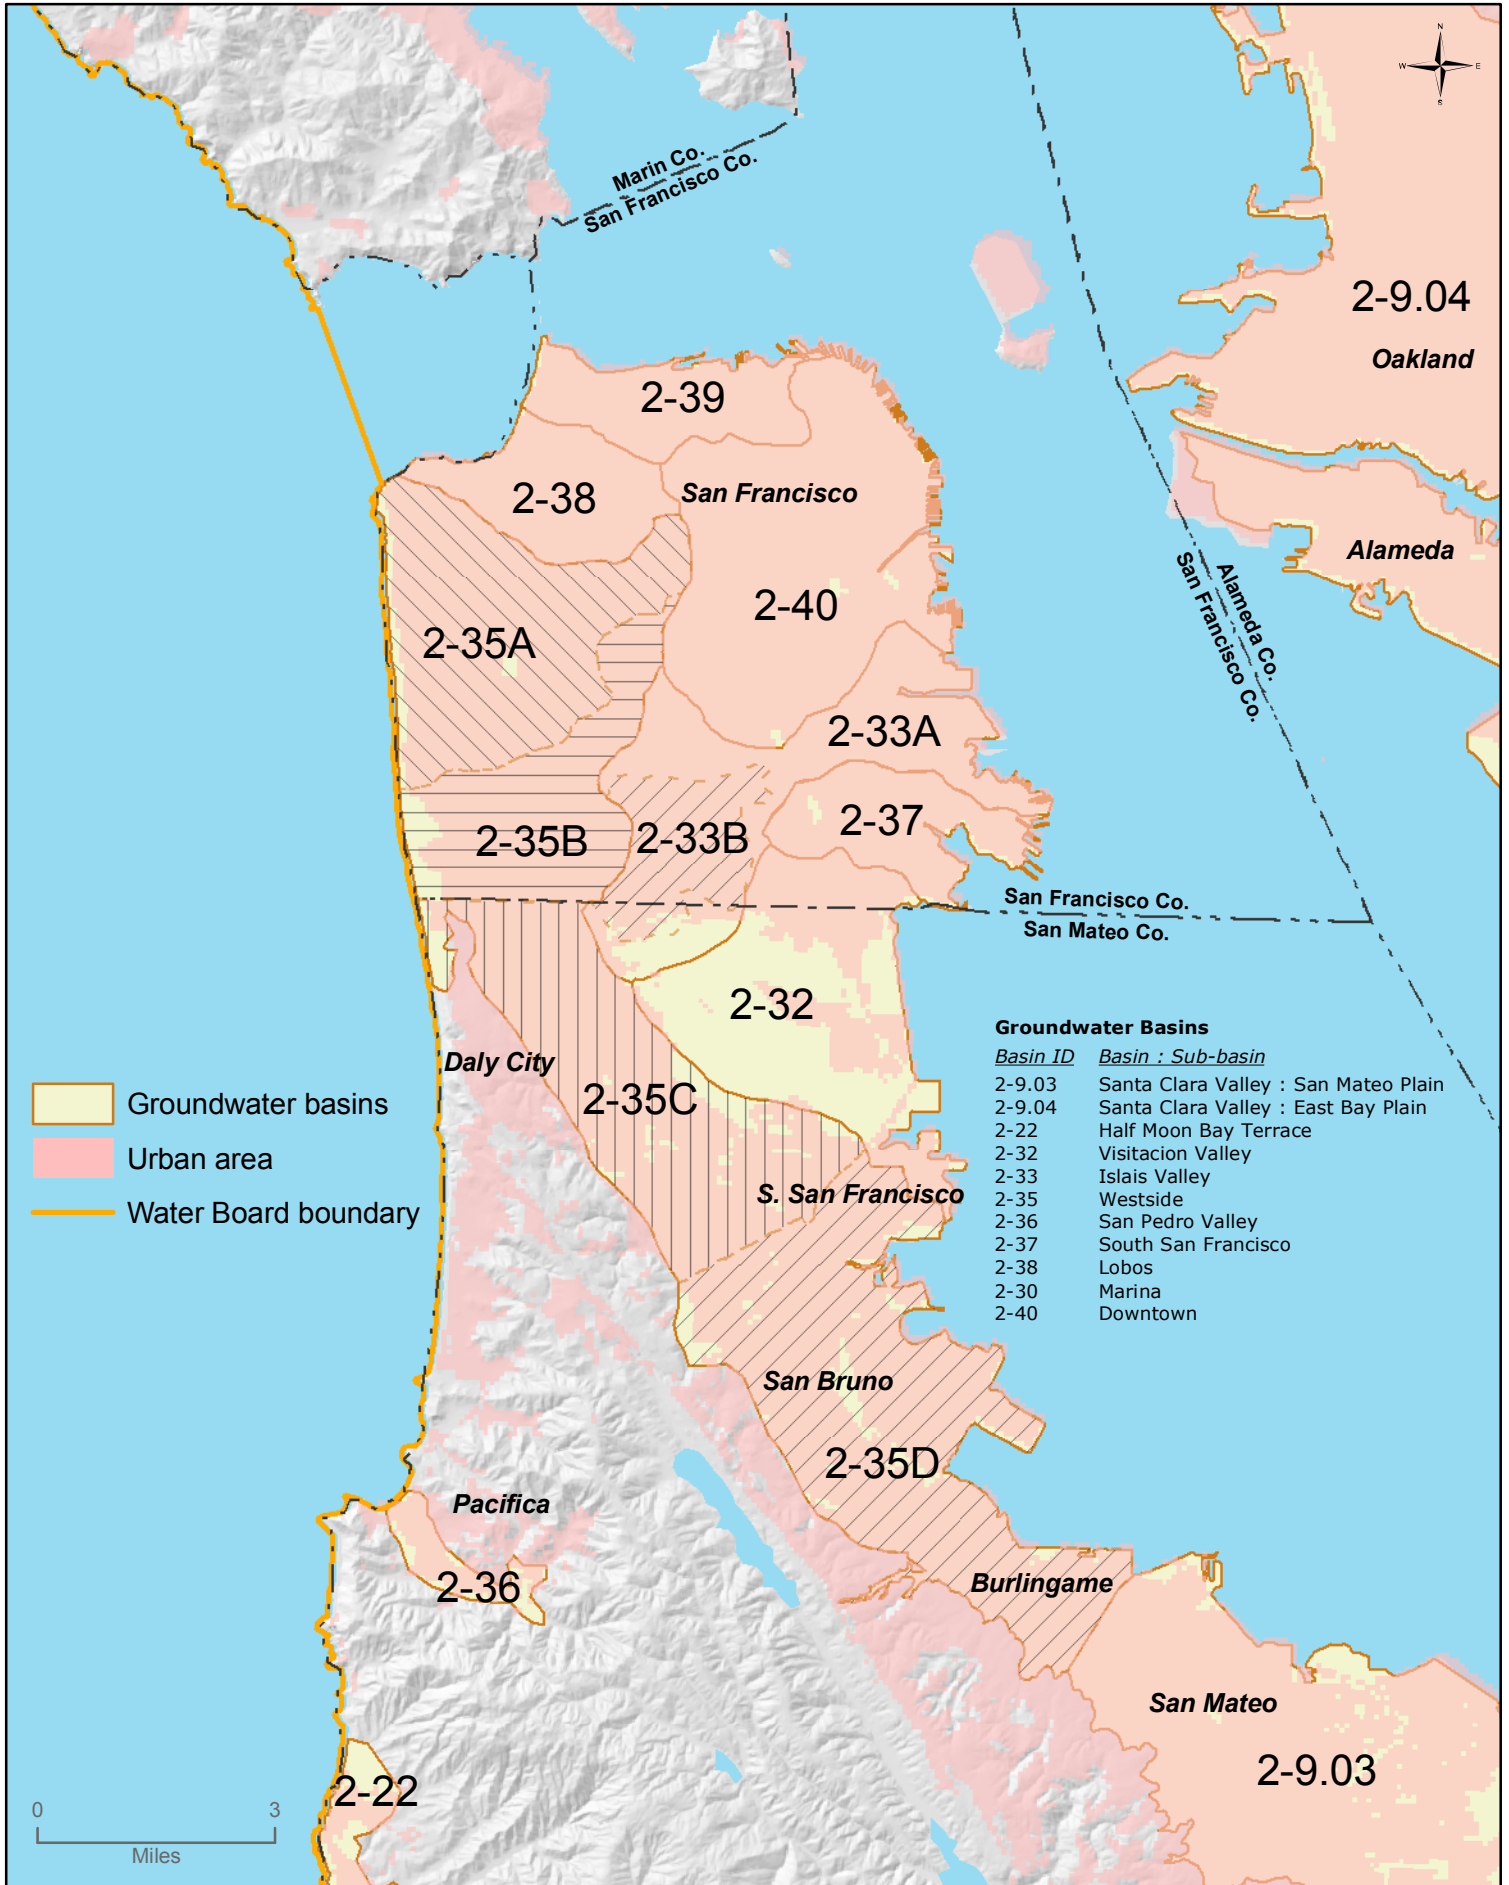 N
W E
S
Marin Co.
San Francisco Co.
2-9.04
Oakland
2-39
2-38
San Francisco
Alameda
Alameda Co.
San Francisco Co.
2-40
2-35A
2-33A
2-37
2-35B
2-33B
San Francisco Co.
San Mateo Co.
2-32
Daly City
2-35C
Groundwater basins
Urban area
Water Board boundary
Groundwater Basins
Basin ID Basin : Sub-basin
2-9.03 Santa Clara Valley : San Mateo Plain
2-9.04 Santa Clara Valley : East Bay Plain
2-22 Half Moon Bay Terrace
2-32 Visitacion Valley
2-33 Islais Valley
2-35 Westside
2-36 San Pedro Valley
2-37 South San Francisco
2-38 Lobos
2-30 Marina
2-40 Downtown
S. San Francisco
San Bruno
2-35D
Pacifica
2-36
Burlingame
San Mateo
2-9.03
2-22
0 3
Miles